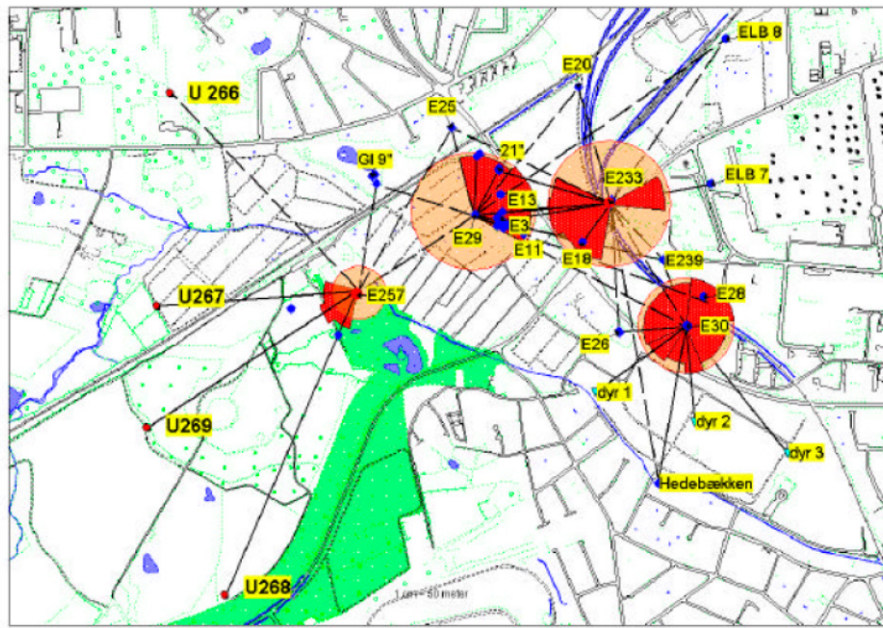 ELB 8
E20
U 266
E25
GI 9"
21"
E233
ELB 7
E13
E3
E29
E11
E18
E239
E257
U267
E28
E30
E26
dyr 1
U269
dyr 2
dyr 3
Hedebækken
U268
1 cm= 50 meter